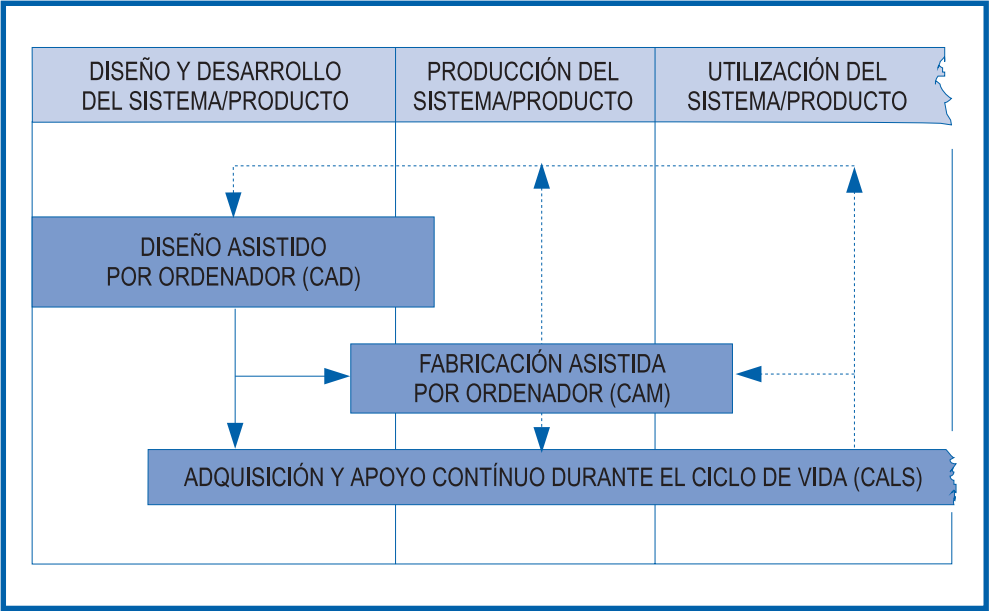 DISEÑO Y DESARROLLO
DEL SISTEMA/PRODUCTO
PRODUCCIÓN DEL
SISTEMA/PRODUCTO
UTILIZACIÓN DEL
SISTEMA/PRODUCTO
DISEÑO ASISTIDO
POR ORDENADOR (CAD)
FABRICACIÓN ASISTIDA
POR ORDENADOR (CAM)
ADQUISICIÓN Y APOYO CONTÍNUO DURANTE EL CICLO DE VIDA (CALS)